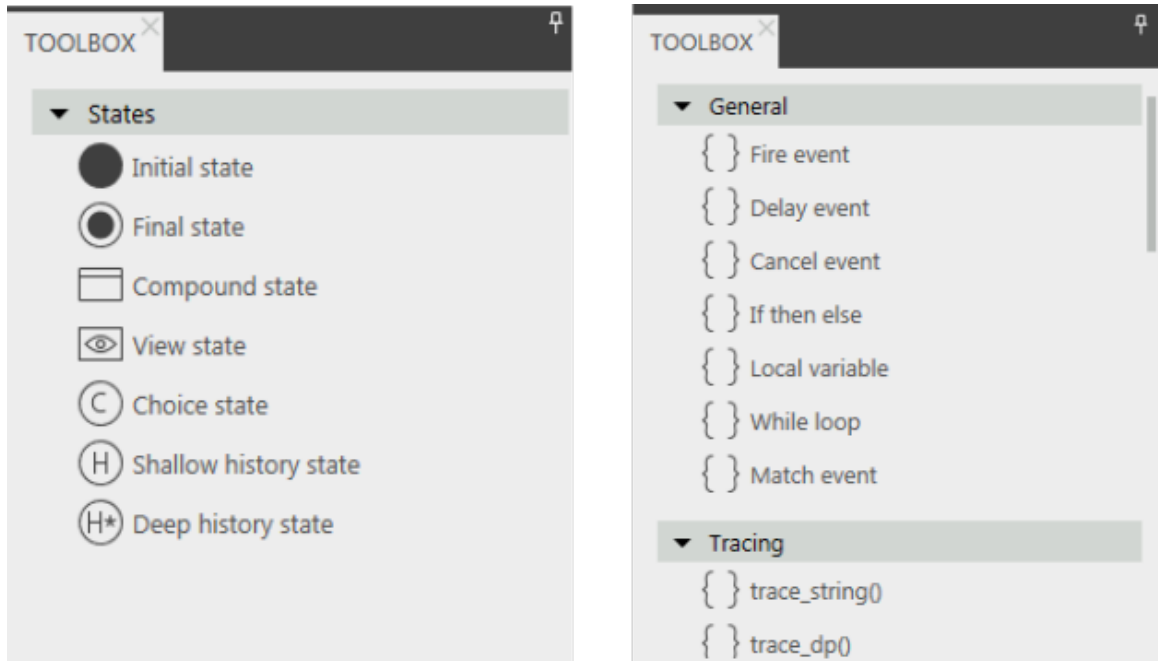 TOOLBOX
States
Initial state
Final state
Compound state
View state
C Choice state
H Shallow history state
H* Deep history state
TOOLBOX
General
{ } Fire event
{ } Delay event
{ } Cancel event
{ } If then else
{ } Local variable
{ } While loop
{ } Match event
Tracing
{ } trace_string()
{ } trace_dp()